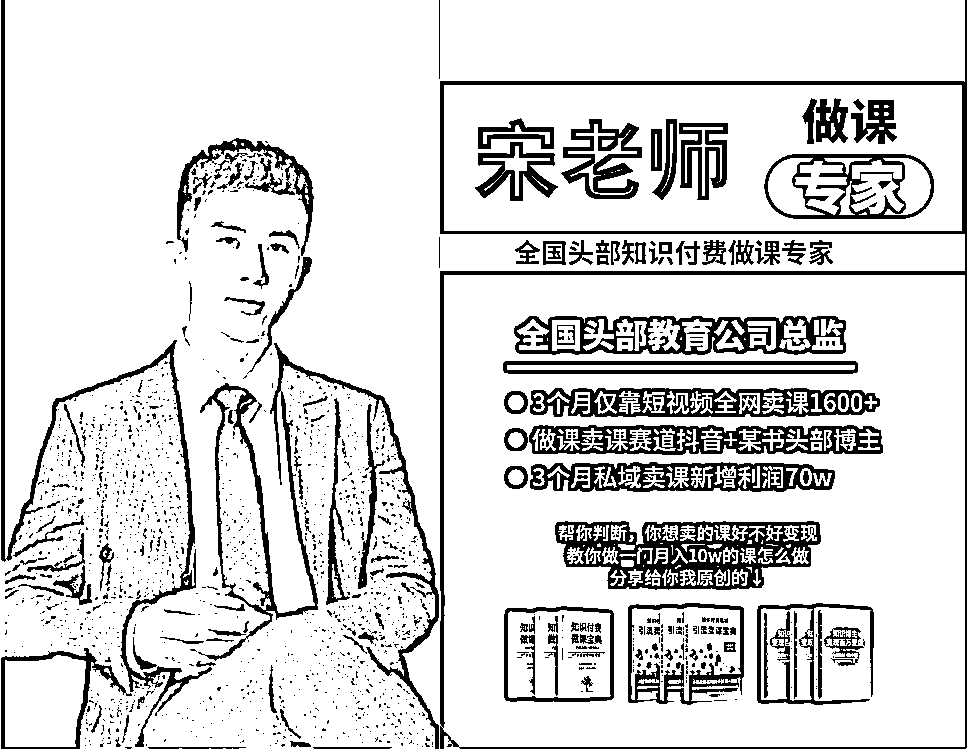 宋老师
做课
专家
全国头部知识付费做课专家
全国头部教育公司总监
3个月仅靠短视频全网卖课1600+
做课卖课赛道抖音+某书头部博主
3个月私域卖课新增利润70w
帮你判断，你想卖的课好不好变现
教你做一门月入10w的课怎么做
分享给你我原创的↓
知识付费
做课宝典
引流变课宝典